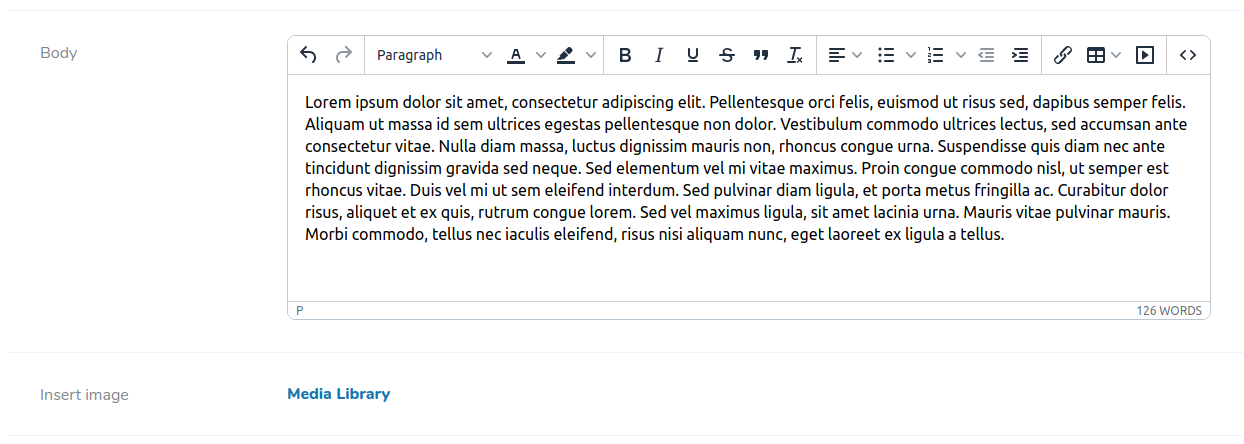 Body
Paragraph
Lorem ipsum dolor sit amet, consectetur adipiscing elit. Pellentesque orci felis, euismod ut risus sed, dapibus semper felis.
Aliquam ut massa id sem ultrices egestas pellentesque non dolor. Vestibulum commodo ultrices lectus, sed accumsan ante
consectetur vitae. Nulla diam massa, luctus dignissim mauris non, rhoncus congue urna. Suspendisse quis diam nec ante
tincidunt dignissim gravida sed neque. Sed elementum vel mi vitae maximus. Proin congue commodo nisl, ut semper est
rhoncus vitae. Duis vel mi ut sem eleifend interdum. Sed pulvinar diam ligula, et porta metus fringilla ac. Curabitur dolor
risus, aliquet et ex quis, rutrum congue lorem. Sed vel maximus ligula, sit amet lacinia urna. Mauris vitae pulvinar mauris.
Morbi commodo, tellus nec iaculis eleifend, risus nisi aliquam nunc, eget laoreet ex ligula a tellus.
P 126 WORDS
Insert image
Media Library